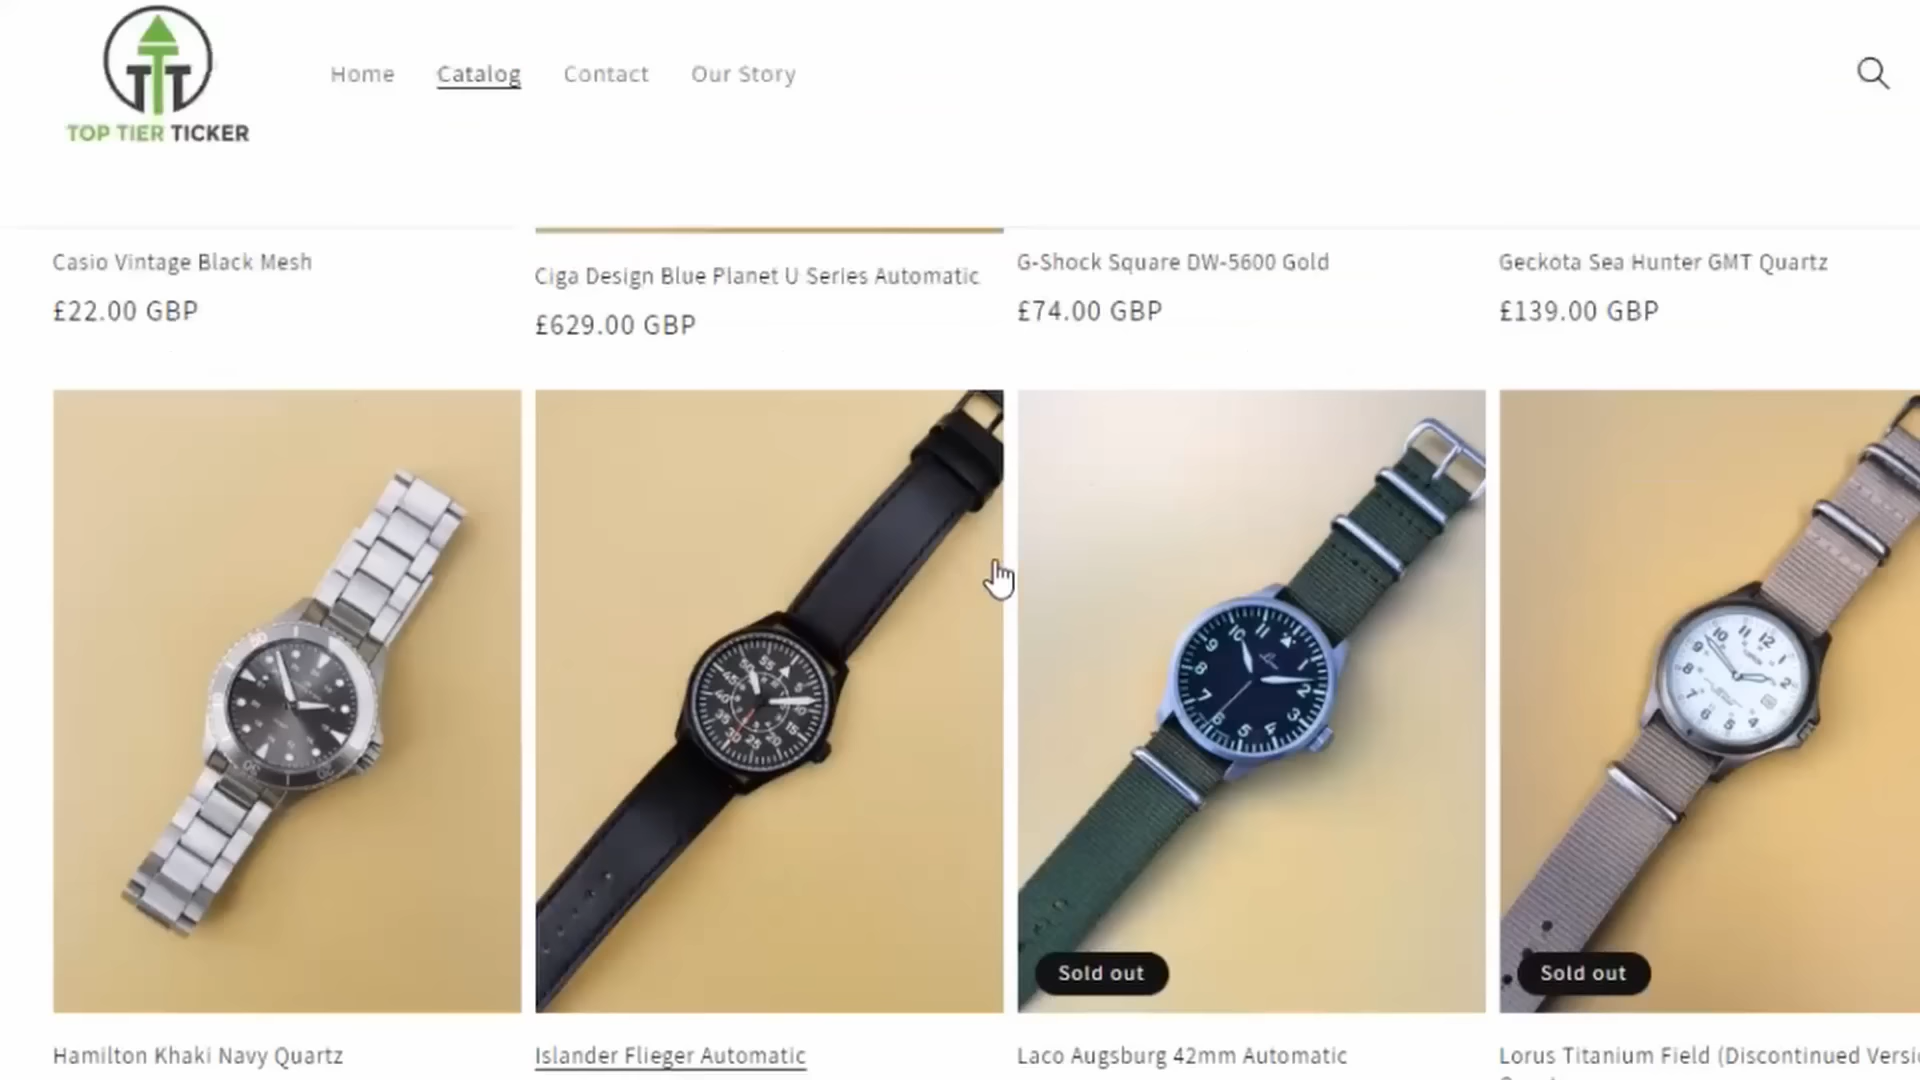 TOP TIER TICKER
Home
Catalog
Contact
Our Story
Casio Vintage Black Mesh
£22.00 GBP
Ciga Design Blue Planet U Series Automatic
£629.00 GBP
G-Shock Square DW-5600 Gold
£74.00 GBP
Geckota Sea Hunter GMT Quartz
£139.00 GBP
Sold out
Sold out
Hamilton Khaki Navy Quartz
Islander Flieger Automatic
Laco Augsburg 42mm Automatic
Lorus Titanium Field (Discontinued